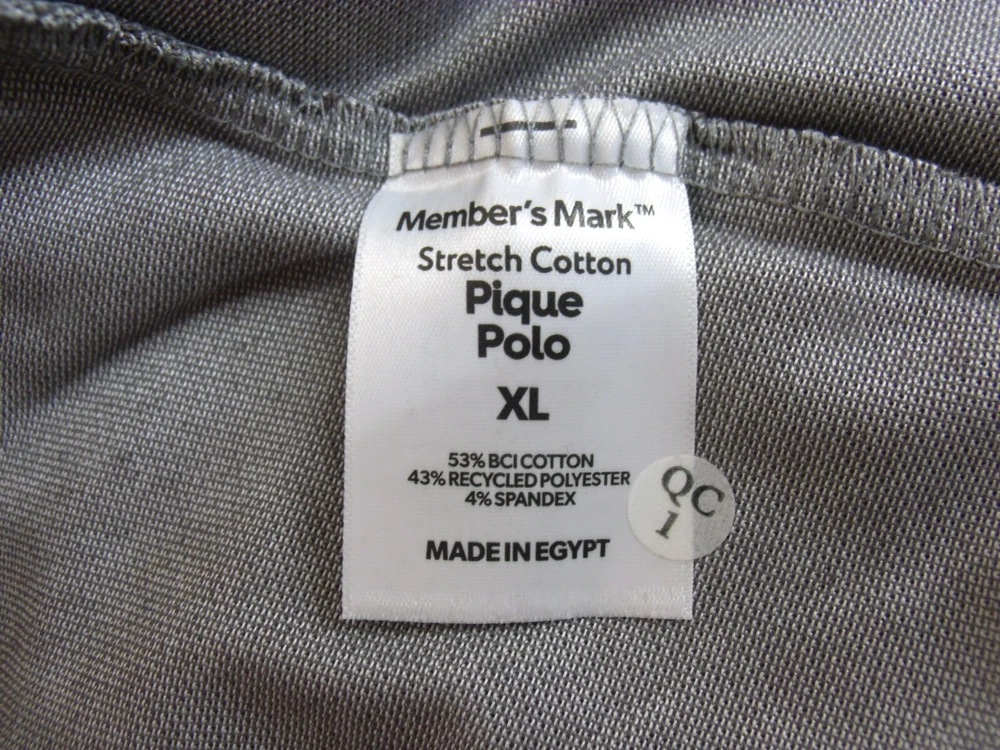 Member's Mark™
Stretch Cotton
Pique
Polo
XL
53% BCI COTTON
43% RECYCLED POLYESTER
4% SPANDEX
MADE IN EGYPT
QC
1